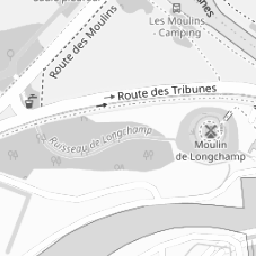 Route des Moulins
Les Moulins
- Camping
Route des Tribunes
Ruisseau de Longchamp
Moulin
de Longchamp